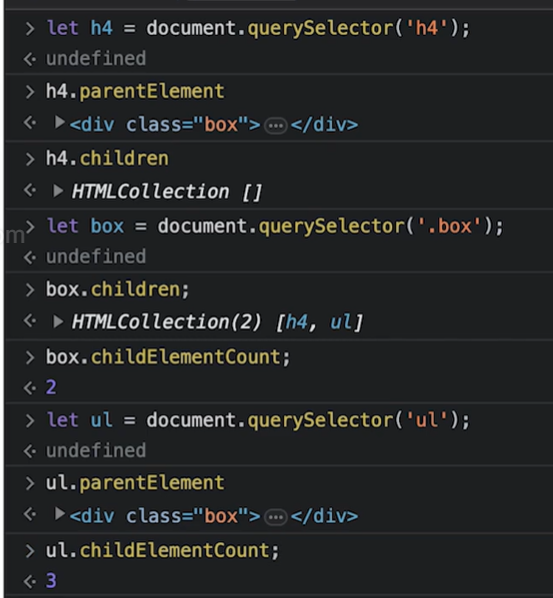 > let h4 = document.querySelector('h4');
<· undefined
> h4.parentElement
<· ▶<div class="box">…</div>
> h4.children
<· ▶ HTMLCollection []
> let box = document.querySelector('.box');
om
<· undefined
> box.children;
<· ▶ HTMLCollection(2) [h4, ul]
> box.childElementCount;
<· 2
> let ul = document.querySelector('ul');
<· undefined
> ul.parentElement
<· ▶<div class="box">…</div>
> ul.childElementCount;
<· 3